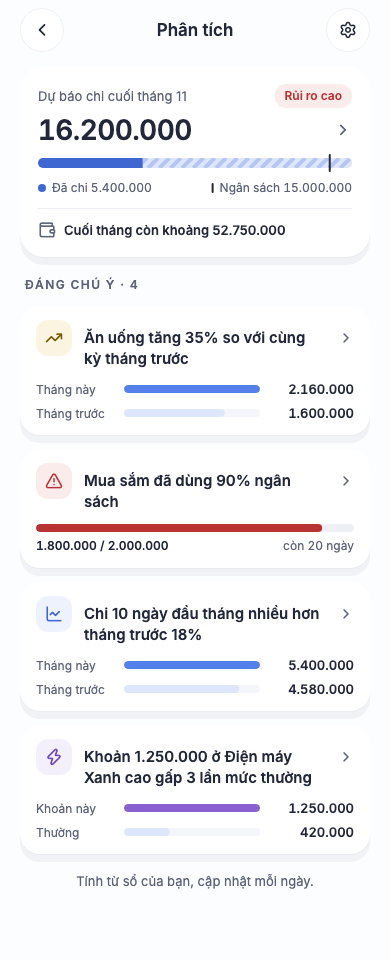 Phân tích
Dự báo chi cuối tháng 11
Rủi ro cao
16.200.000
Đã chi 5.400.000
Ngân sách 15.000.000
Cuối tháng còn khoảng 52.750.000
ĐÁNG CHÚ Ý · 4
Ăn uống tăng 35% so với cùng
kỳ tháng trước
Tháng này 2.160.000
Tháng trước 1.600.000
Mua sắm đã dùng 90% ngân
sách
1.800.000 / 2.000.000 còn 20 ngày
Chi 10 ngày đầu tháng nhiều hơn
tháng trước 18%
Tháng này 5.400.000
Tháng trước 4.580.000
Khoản 1.250.000 ở Điện máy
Xanh cao gấp 3 lần mức thường
Khoản này 1.250.000
Thường 420.000
Tính từ sổ của bạn, cập nhật mỗi ngày.